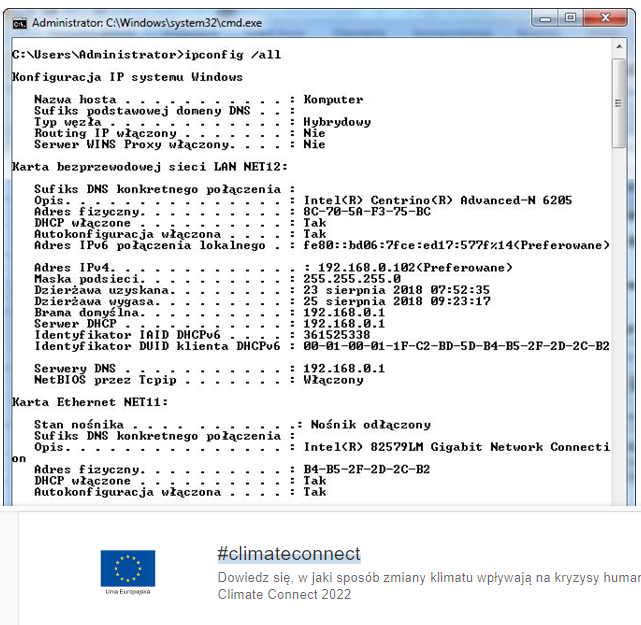 Administrator: C:\Windows\system32\cmd.exe
C:\Users\Administrator>ipconfig /all
Konfiguracja IP systemu Windows
Nazwa hosta . . . . . . . . . . . : Komputer
Sufiks podstawowej domeny DNS . . :
Typ węzła . . . . . . . . . . . . : Hybrydowy
Routing IP włączony . . . . . . . : Nie
Serwer WINS Proxy włączony. . . . : Nie
Karta bezprzewodowej sieci LAN NET12:
Sufiks DNS konkretnego połączenia :
Opis. . . . . . . . . . . . . . . : Intel(R) Centrino(R) Advanced-N 6205
Adres fizyczny. . . . . . . . . . : 8C-70-5A-F3-75-BC
DHCP włączone . . . . . . . . . . : Tak
Autokonfiguracja włączona . . . . : Tak
Adres IPv6 połączenia lokalnego . : fe80::bd06:7fce:ed17:577fx14(Preferowane)
Adres IPv4. . . . . . . . . . . . . : 192.168.0.102(Preferowane)
Maska podsieci. . . . . . . . . . : 255.255.255.0
Dzierżawa uzyskana. . . . . . . . : 23 sierpnia 2018 07:52:35
Dzierżawa wygasa. . . . . . . . . : 25 sierpnia 2018 09:23:17
Brama domyślna. . . . . . . . . . : 192.168.0.1
Serwer DHCP . . . . . . . . . . . : 192.168.0.1
Identyfikator IAID DHCPv6 . . . . : 361525338
Identyfikator DUID klienta DHCPv6 : 00-01-00-01-1F-C2-BD-5D-B4-B5-2F-2D-2C-B2
Serwery DNS . . . . . . . . . . . : 192.168.0.1
NetBIOS przez Tcpip . . . . . . . : Włączony
Karta Ethernet NET11:
Stan nośnika . . . . . . . . . . . .: Nośnik odłączony
Sufiks DNS konkretnego połączenia :
Opis. . . . . . . . . . . . . . . : Intel(R) 82579LM Gigabit Network Connecti
on
Adres fizyczny. . . . . . . . . . : B4-B5-2F-2D-2C-B2
DHCP włączone . . . . . . . . . . : Tak
Autokonfiguracja włączona . . . . : Tak
#climateconnect
Dowiedz się, w jaki sposób zmiany klimatu wpływają na kryzysy humar
Climate Connect 2022
Unia Europejska